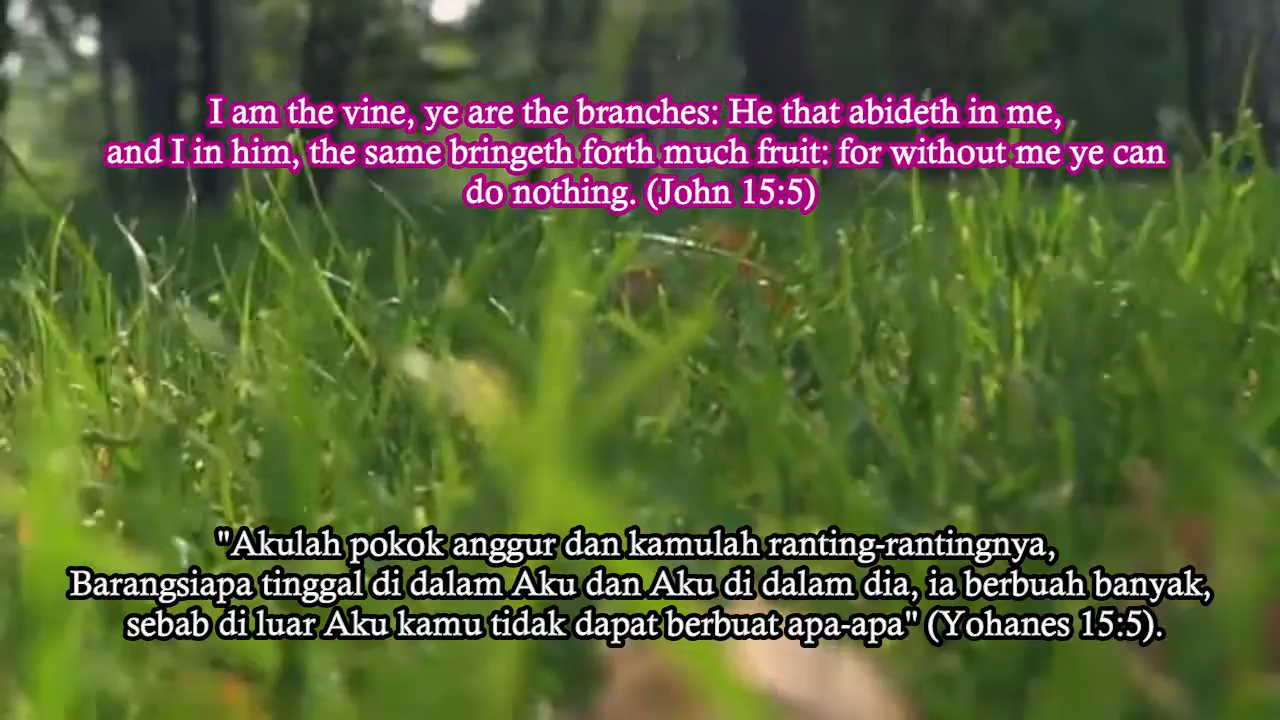 I am the vine, ye are the branches: He that abideth in me,
and I in him, the same bringeth forth much fruit: for without me ye can
do nothing. (John 15:5)
"Akulah pokok anggur dan kamulah ranting-rantingnya,
Barangsiapa tinggal di dalam Aku dan Aku di dalam dia, ia berbuah banyak,
sebab di luar Aku kamu tidak dapat berbuat apa-apa" (Yohanes 15:5).